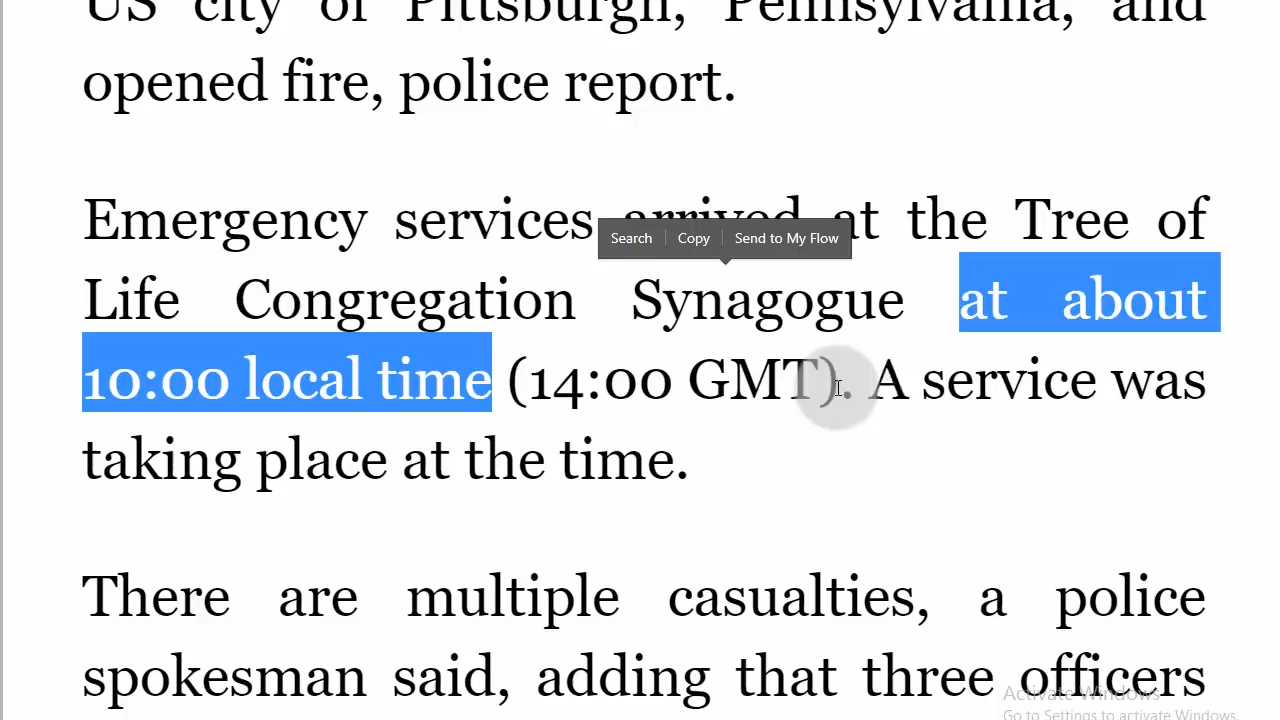 US city of Pittsburgh, Pennsylvania, and
opened fire, police report.
Emergency services arrived at the Tree of
Search Copy Send to My Flow
Life Congregation Synagogue at about
10:00 local time (14:00 GMT). A service was
taking place at the time.
There are multiple casualties, a police
spokesman said, adding that three officers
Activate Windows
Go to Settings to activate Windows.